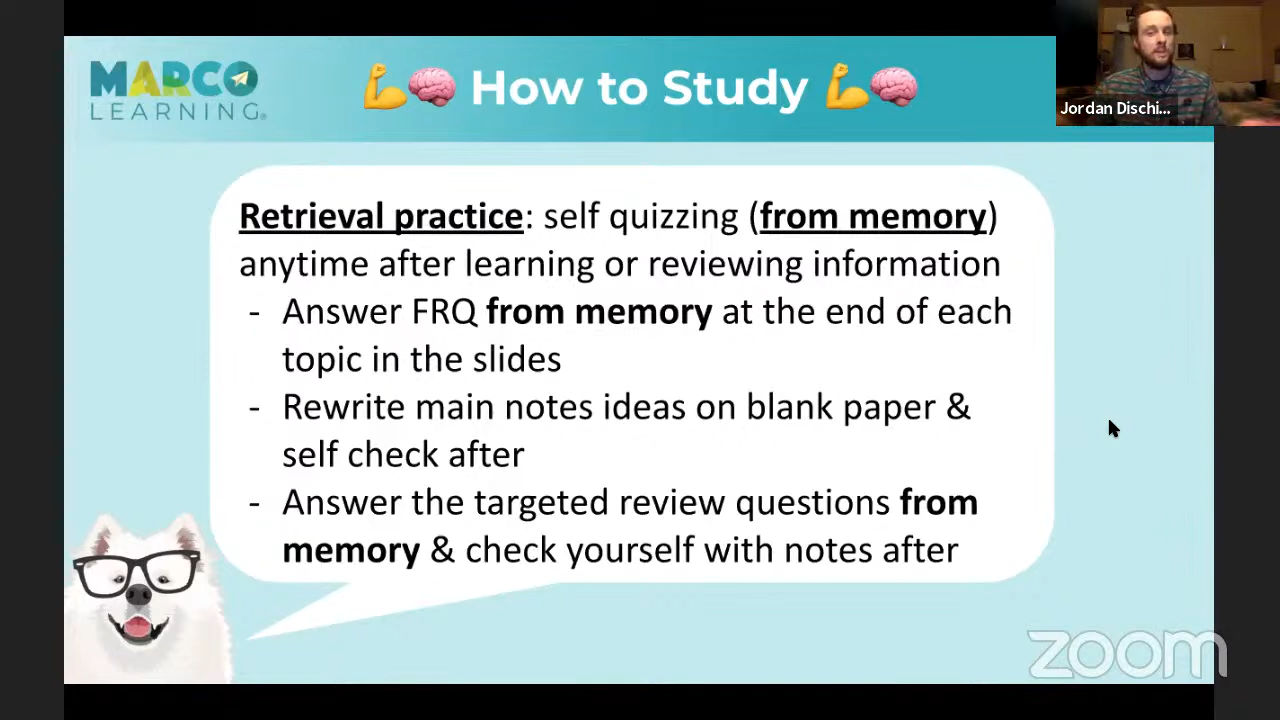 MARCO
LEARNING®
💪🧠 How to Study 💪🧠
Jordan Dischi...
Retrieval practice: self quizzing (from memory)
anytime after learning or reviewing information
- Answer FRQ from memory at the end of each
topic in the slides
- Rewrite main notes ideas on blank paper &
self check after
- Answer the targeted review questions from
memory & check yourself with notes after
zoom